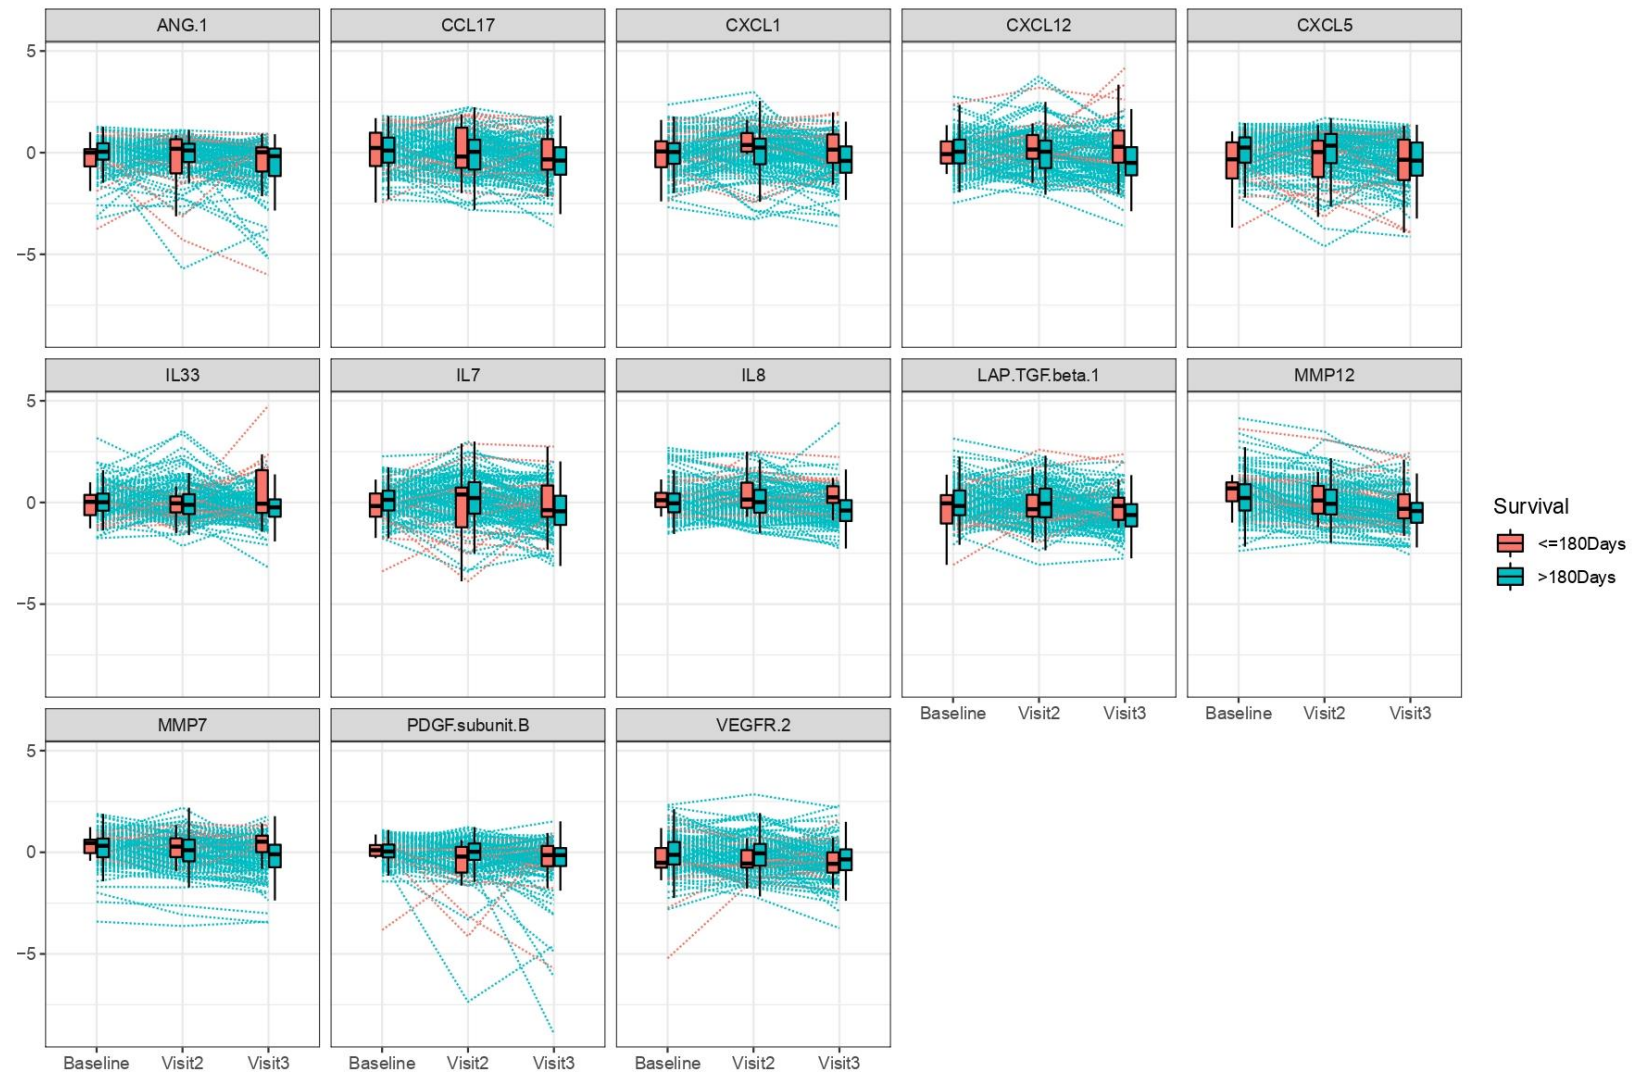 ANG.1 CCL17 CXCL1 CXCL12 CXCL5
5
0
−5
IL33 IL7 IL8 LAP.TGF.beta.1 MMP12
5
0
−5
Baseline Visit2 Visit3 Baseline Visit2 Visit3
MMP7 PDGF.subunit.B VEGFR.2
5
0
−5
Baseline Visit2 Visit3 Baseline Visit2 Visit3 Baseline Visit2 Visit3
Survival
<=180Days
>180Days